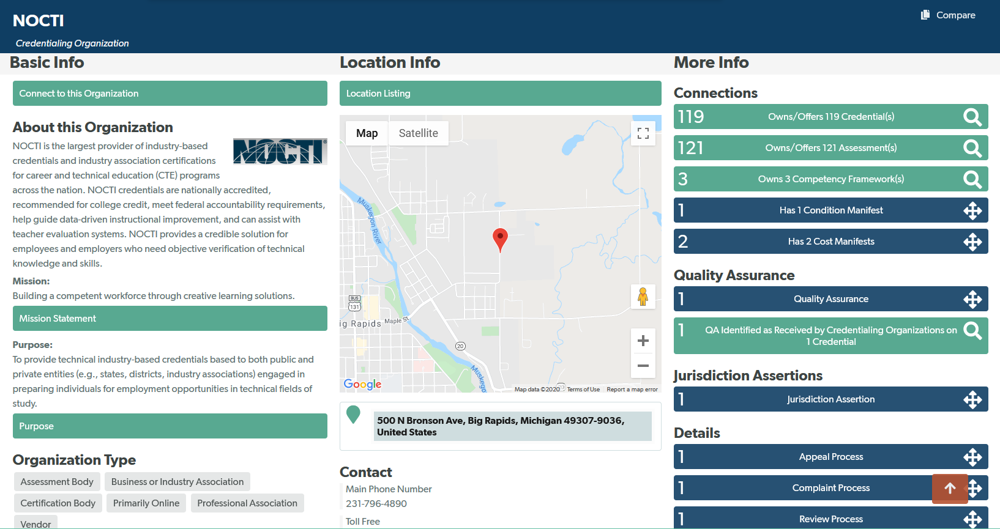 NOCTI
Compare
Credentialing Organization
Basic Info
Connect to this Organization
About this Organization
NOCTI
NOCTI is the largest provider of industry-based
credentials and industry association certifications
for career and technical education (CTE) programs
across the nation. NOCTI credentials are nationally accredited,
recommended for college credit, meet federal accountability requirements,
help guide data-driven instructional improvement, and can assist with
teacher evaluation systems. NOCTI provides a credible solution for
employees and employers who need objective verification of technical
knowledge and skills.
Mission:
Building a competent workforce through creative learning solutions.
Mission Statement
Purpose:
To provide technical industry-based credentials based to both public and
private entities (e.g., states, districts, industry associations) engaged in
preparing individuals for employment opportunities in technical fields of
study.
Purpose
Organization Type
Assessment Body
Business or Industry Association
Certification Body
Primarily Online
Professional Association
Vendor
Location Info
Location Listing
Map
Satellite
Muskegon River
BUS
131
ig Rapids
Maple St
20
Muskego
Google
Map data ©2020
Terms of Use
Report a map error
500 N Bronson Ave, Big Rapids, Michigan 49307-9036,
United States
Contact
Main Phone Number
231-796-4890
Toll Free
More Info
Connections
119 Owns/Offers 119 Credential(s)
121 Owns/Offers 121 Assessment(s)
3 Owns 3 Competency Framework(s)
1 Has 1 Condition Manifest
2 Has 2 Cost Manifests
Quality Assurance
1 Quality Assurance
1 QA Identified as Received by Credentialing Organizations on
1 Credential
Jurisdiction Assertions
1 Jurisdiction Assertion
Details
1 Appeal Process
1 Complaint Process
1 Review Process